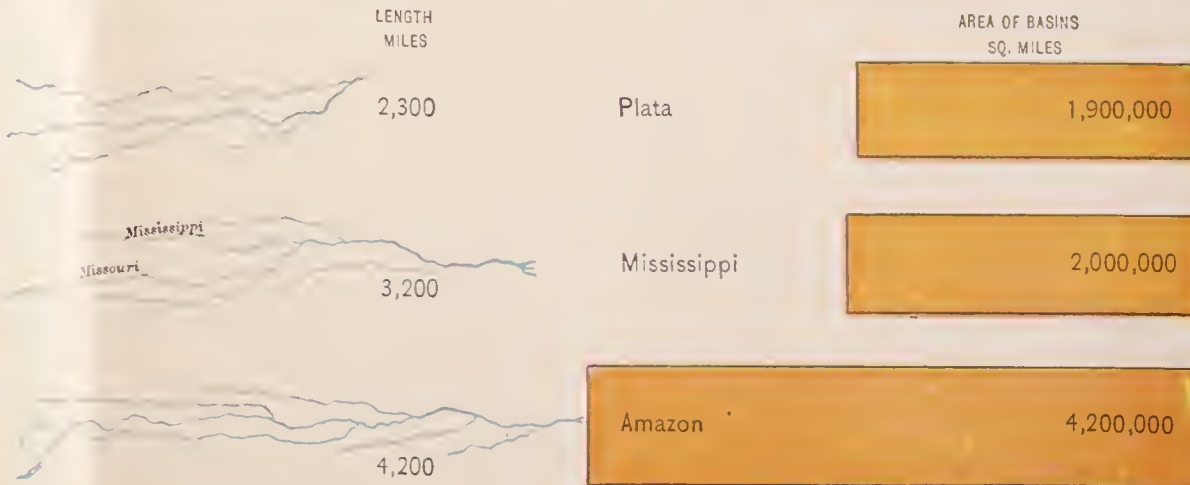 LENGTH
MILES
AREA OF BASINS
SQ. MILES
2,300
Plata
1,900,000
Mississippi
Missouri
3,200
Mississippi
2,000,000
4,200
Amazon
4,200,000